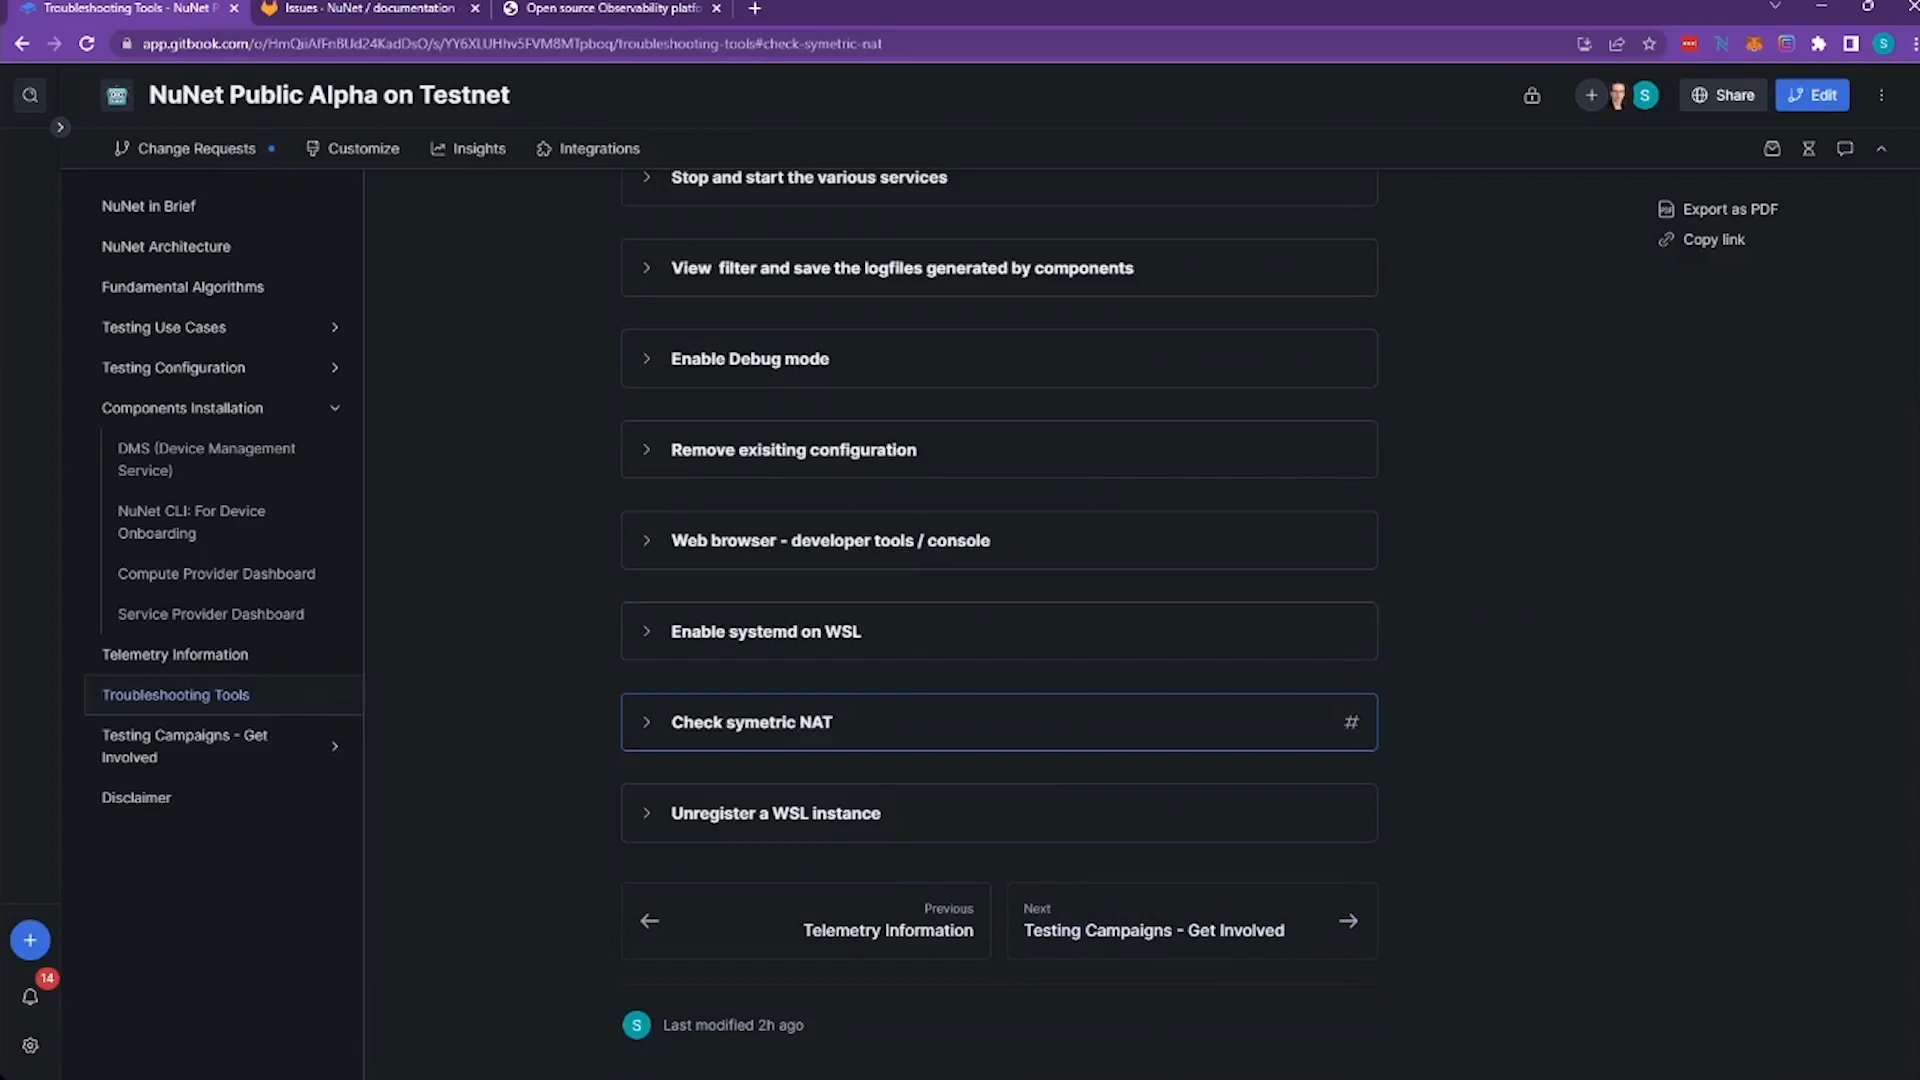 Troubleshooting Tools - NuNet P
Issues · NuNet / documentation
Open source Observability platfo
app.gitbook.com/o/HmQiiAfFnBUd24KadDsO/s/YY6XLUHhv5FVM8MTpboq/troubleshooting-tools#check-symetric-nat
S
NuNet Public Alpha on Testnet
S
Share
Edit
Change Requests
Customize
Insights
Integrations
NuNet in Brief
NuNet Architecture
Fundamental Algorithms
Testing Use Cases
Testing Configuration
Components Installation
DMS (Device Management
Service)
NuNet CLI: For Device
Onboarding
Compute Provider Dashboard
Service Provider Dashboard
Telemetry Information
Troubleshooting Tools
Testing Campaigns - Get
Involved
Disclaimer
14
Stop and start the various services
View filter and save the logfiles generated by components
Enable Debug mode
Remove exisiting configuration
Web browser - developer tools / console
Enable systemd on WSL
Check symetric NAT
#
Unregister a WSL instance
Previous
Telemetry Information
Next
Testing Campaigns - Get Involved
S
Last modified 2h ago
Export as PDF
Copy link